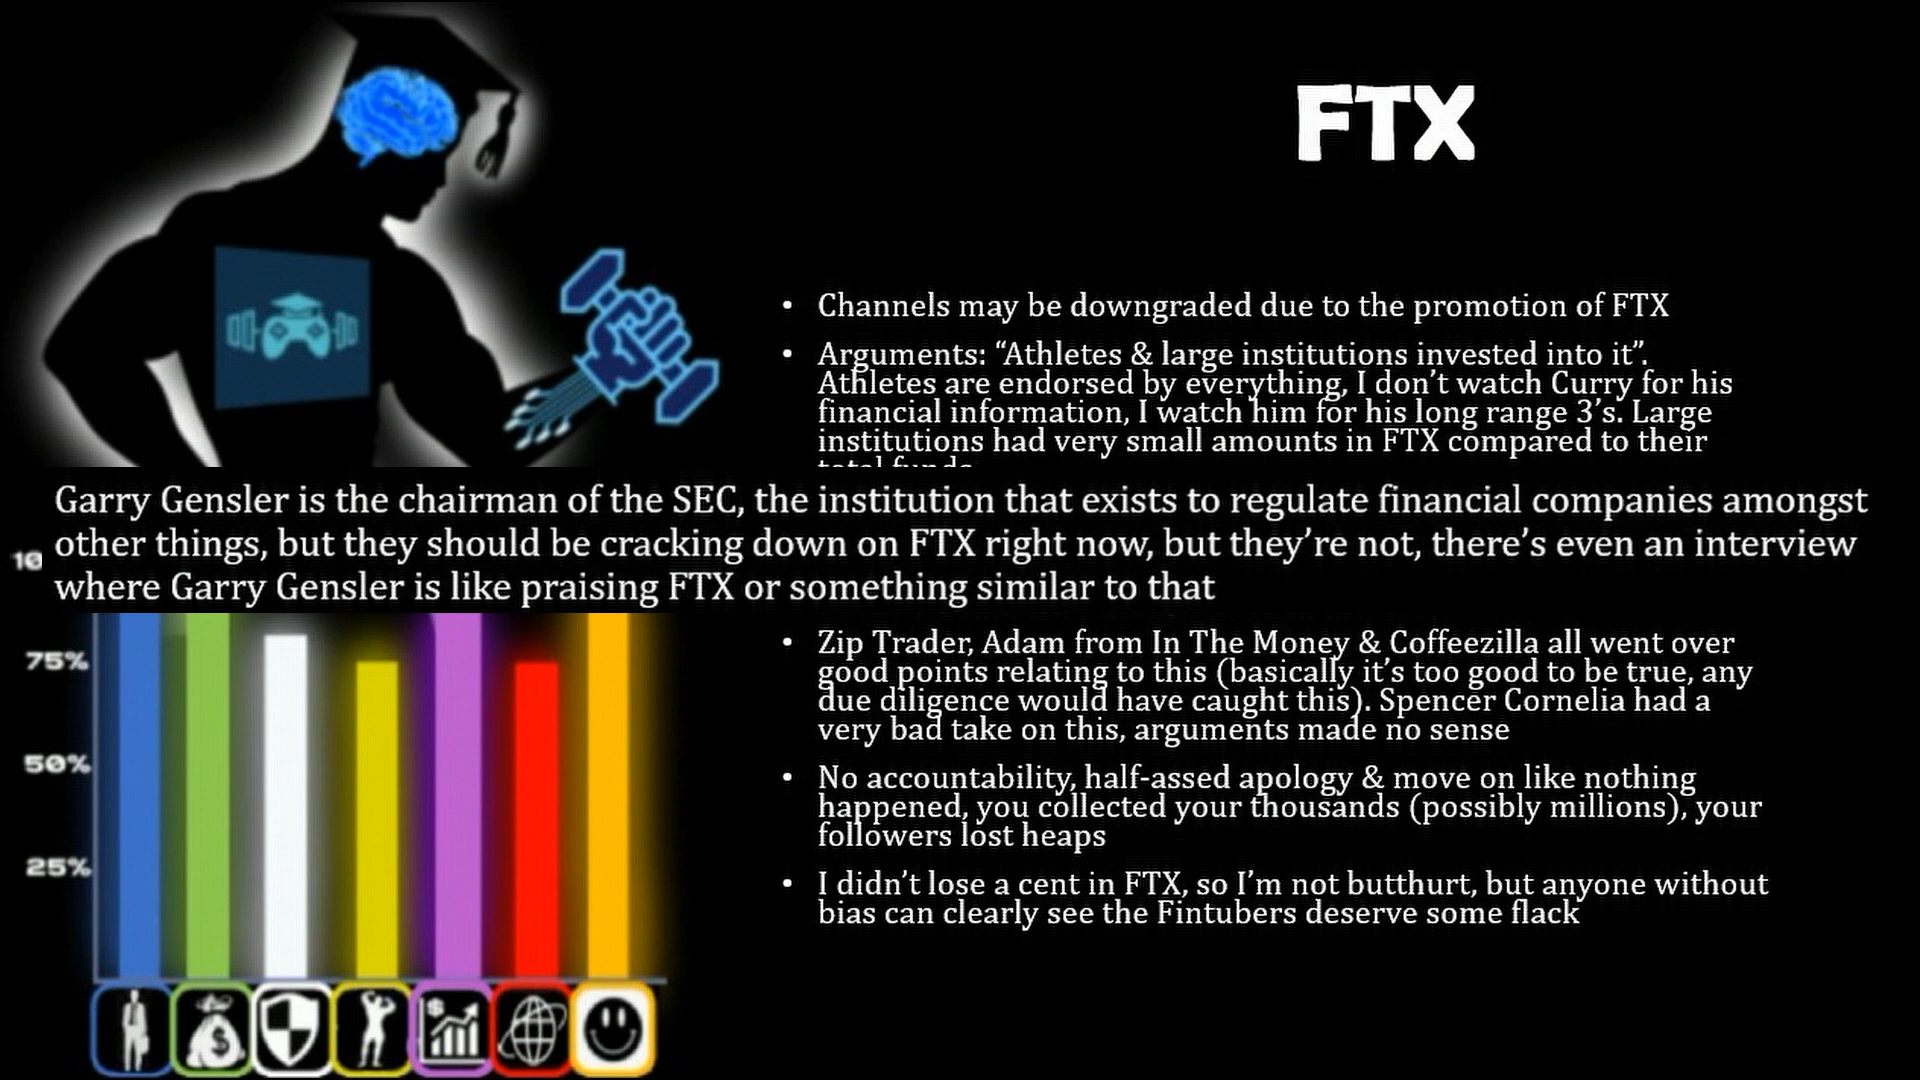 FTX
• Channels may be downgraded due to the promotion of FTX
• Arguments: “Athletes & large institutions invested into it”.
Athletes are endorsed by everything, I don’t watch Curry for his
financial information, I watch him for his long range 3’s. Large
institutions had very small amounts in FTX compared to their
total funds
Garry Gensler is the chairman of the SEC, the institution that exists to regulate financial companies amongst
other things, but they should be cracking down on FTX right now, but they’re not, there’s even an interview
where Garry Gensler is like praising FTX or something similar to that
10
75%
50%
25%
• Zip Trader, Adam from In The Money & Coffeezilla all went over
good points relating to this (basically it’s too good to be true, any
due diligence would have caught this). Spencer Cornelia had a
very bad take on this, arguments made no sense
• No accountability, half-assed apology & move on like nothing
happened, you collected your thousands (possibly millions), your
followers lost heaps
• I didn’t lose a cent in FTX, so I’m not butthurt, but anyone without
bias can clearly see the Fintubers deserve some flack
$
$